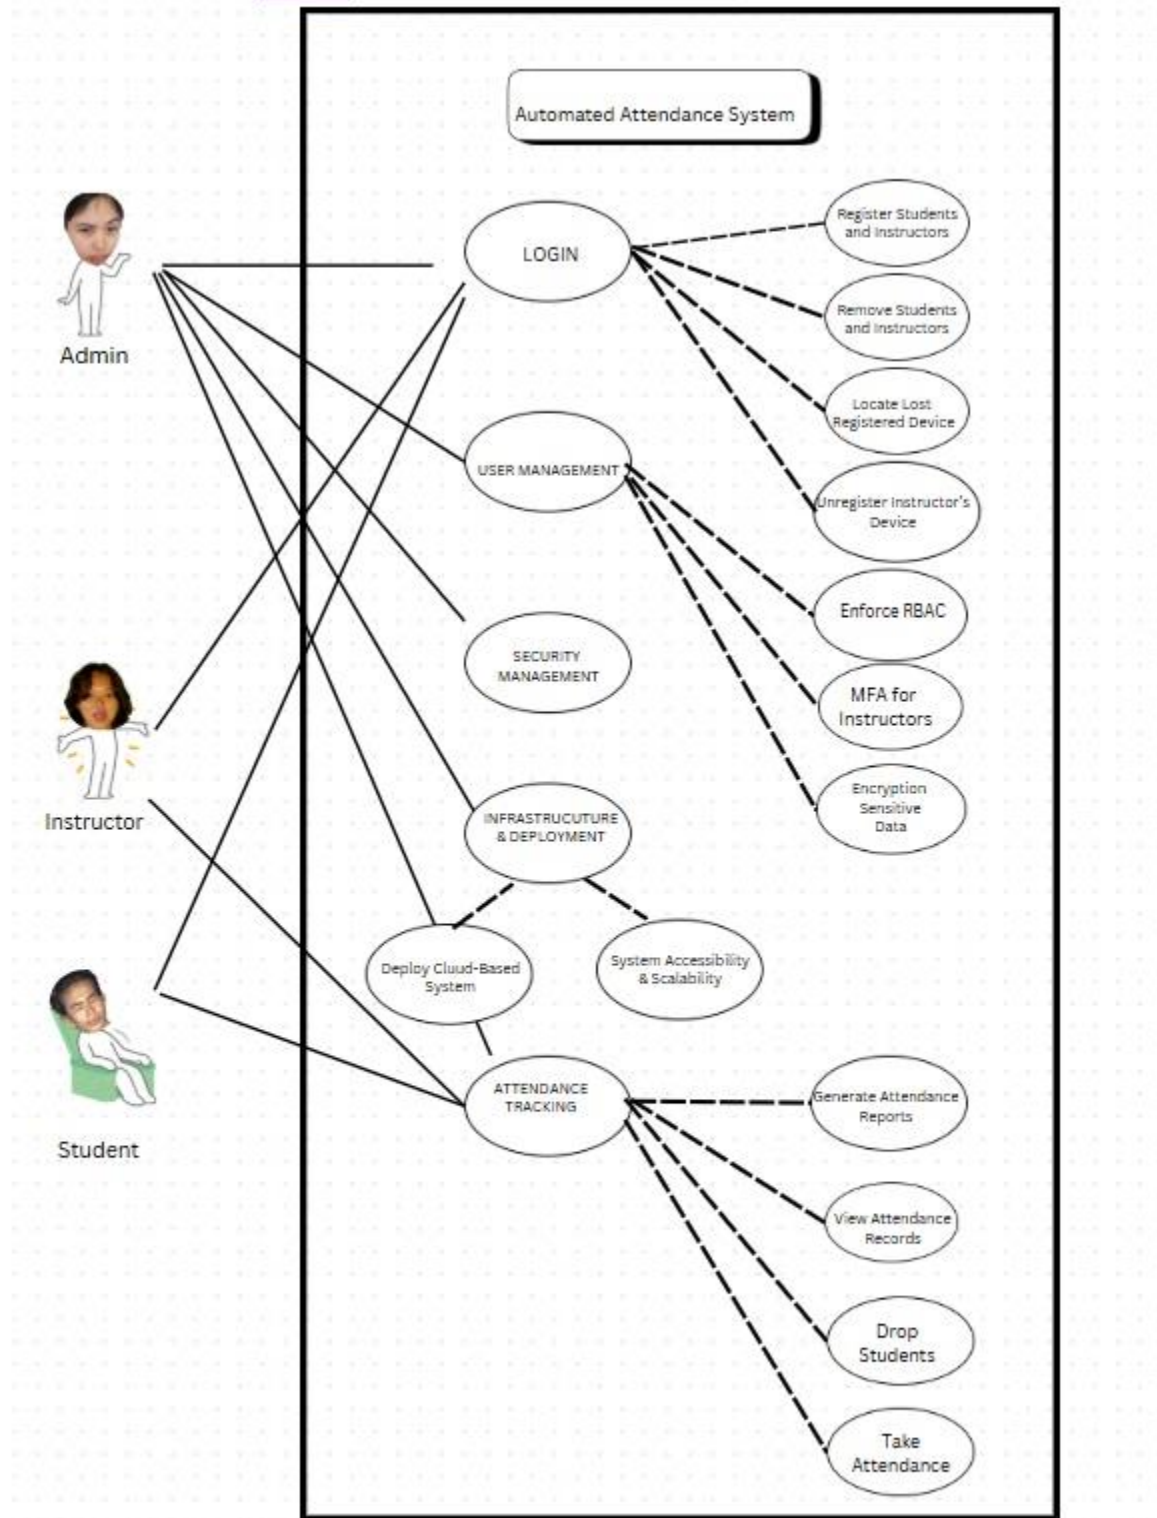 Automated Attendance System
Admin
LOGIN
Register Students
and Instructors
Remove Students
and Instructors
Locate Lost
Registered Device
USER MANAGEMENT
Unregister Instructor's
Device
Enforce RBAC
SECURITY
MANAGEMENT
MFA for
Instructors
Instructor
INFRASTRUCUTURE
& DEPLOYMENT
Encryption
Sensitive
Data
Deploy Clud-Based
System
System Accessibility
& Scalability
Student
ATTENDANCE
TRACKING
Generate Attendance
Reports
View Attendance
Records
Drop
Students
Take
Attendance